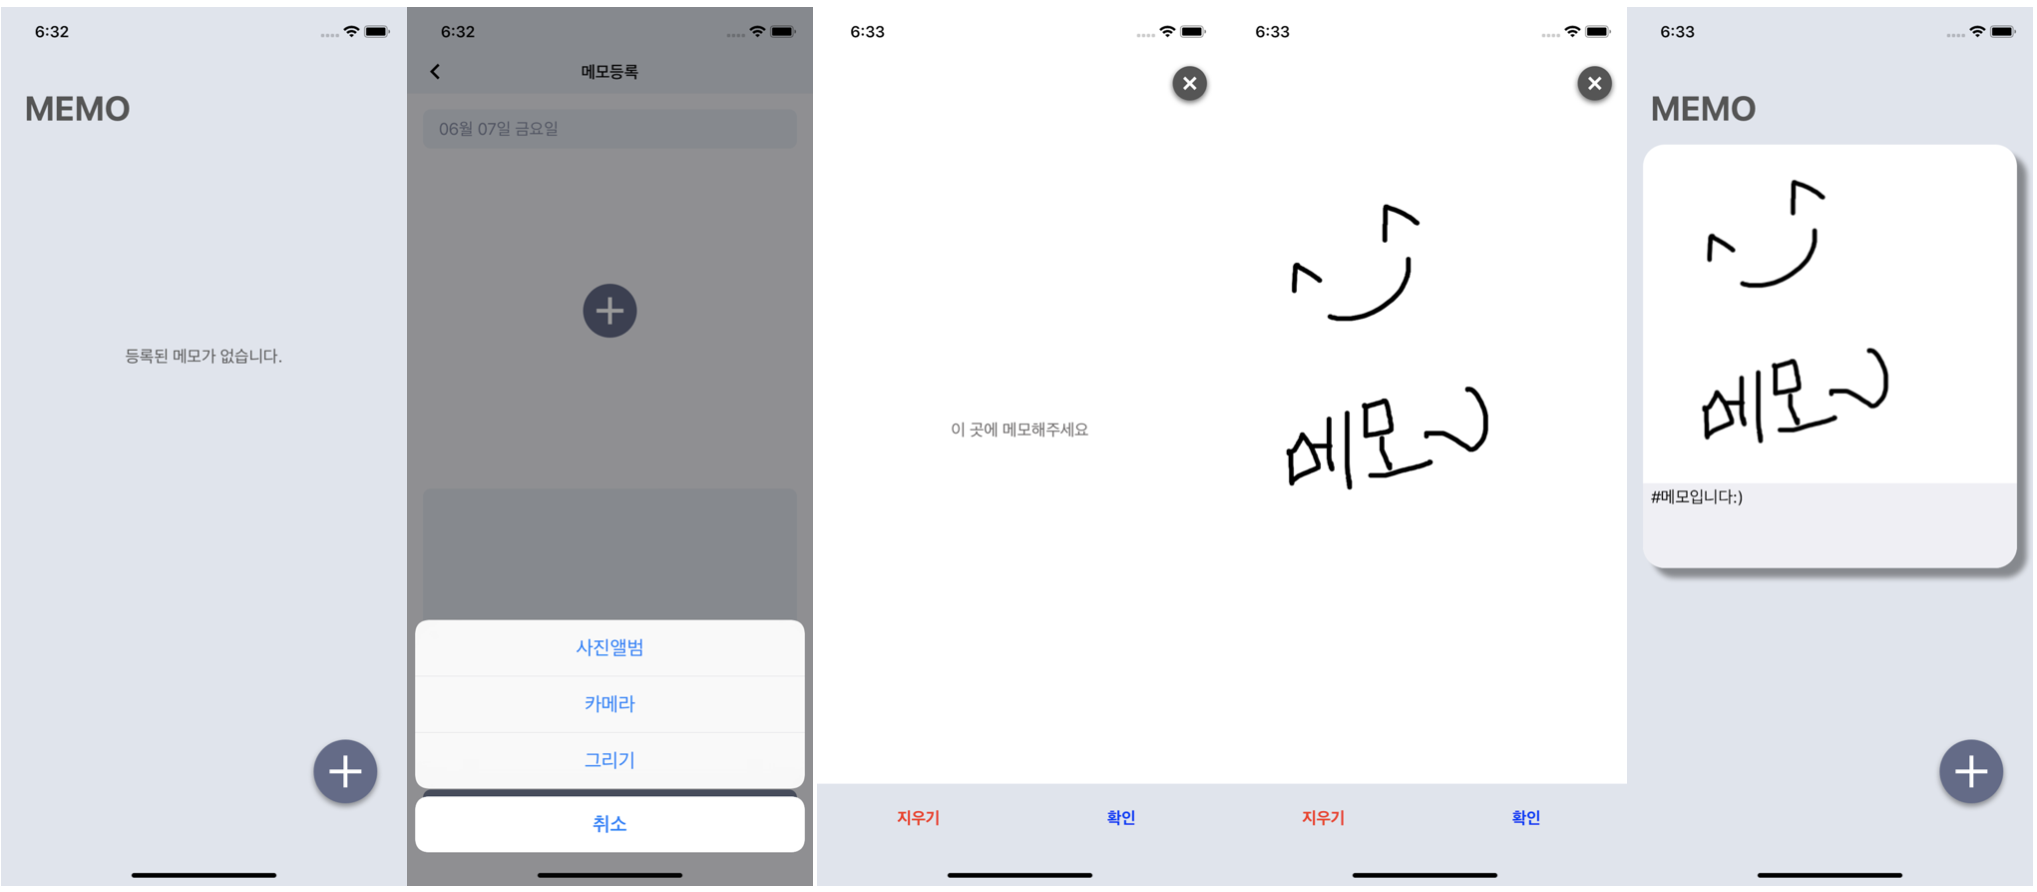 6:32
MEMO
등록된 메모가 없습니다.
6:32
메모등록
06월 07일 금요일
사진앨범
카메라
그리기
취소
6:33
이 곳에 메모해주세요
지우기
확인
6:33
메모~
지우기
확인
6:33
MEMO
메모~
#메모입니다:)